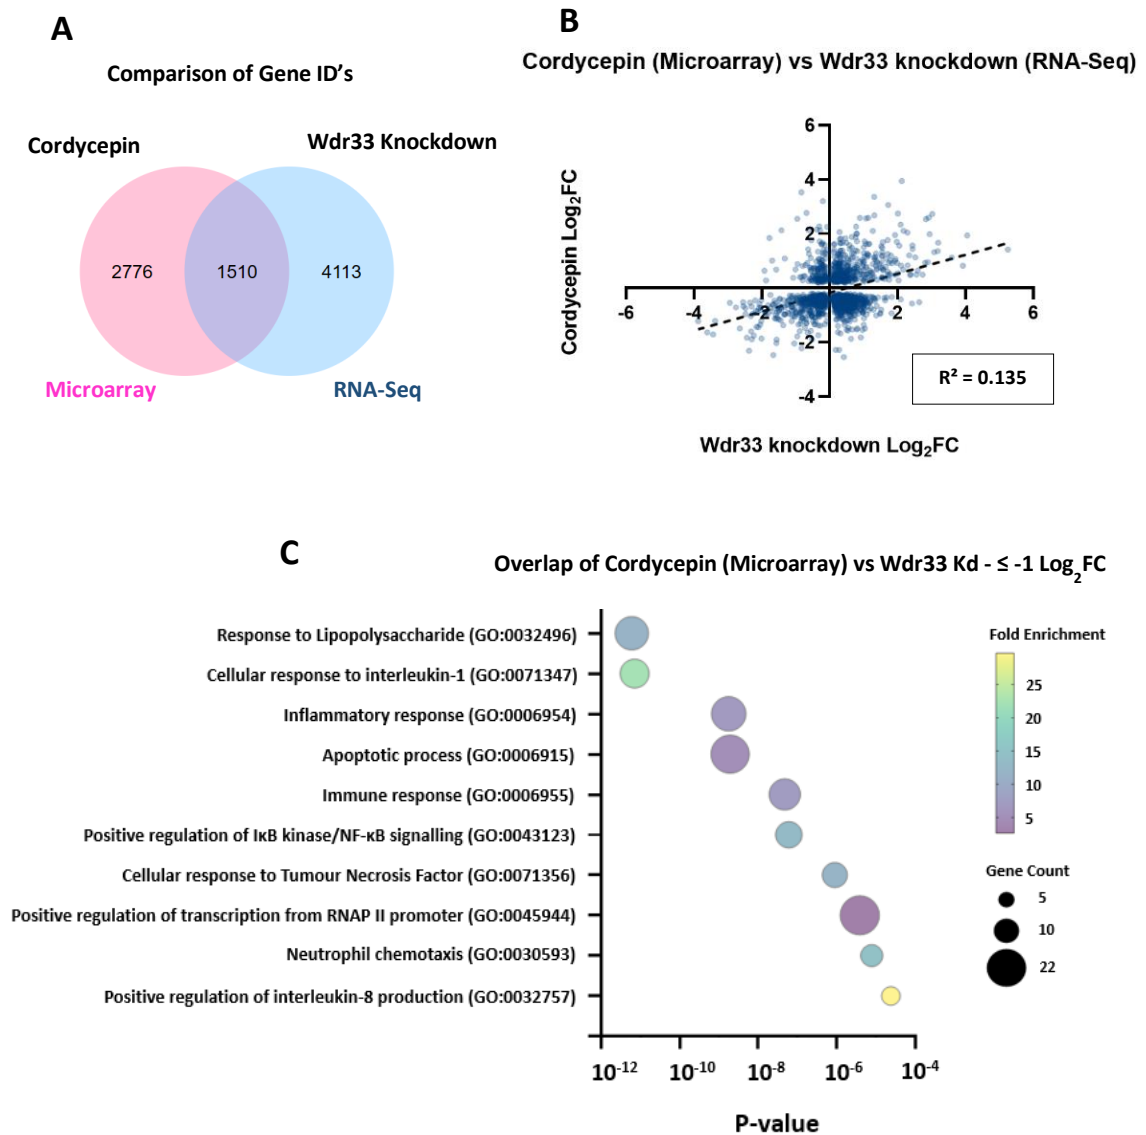 A
Comparison of Gene ID's
Cordycepin
Wdr33 Knockdown
2776
1510
4113
Microarray
RNA-Seq
B
Cordycepin (Microarray) vs Wdr33 knockdown (RNA-Seq)
Cordycepin Log₂FC
6
4
2
-2
-4
-6
-4
-2
2
4
6
R² = 0.135
Wdr33 knockdown Log₂FC
C
Overlap of Cordycepin (Microarray) vs Wdr33 Kd - ≤ -1 Log₂FC
Response to Lipopolysaccharide (GO:0032496)
Cellular response to interleukin-1 (GO:0071347)
Inflammatory response (GO:0006954)
Apoptotic process (GO:0006915)
Immune response (GO:0006955)
Positive regulation of IκB kinase/NF-κB signalling (GO:0043123)
Cellular response to Tumour Necrosis Factor (GO:0071356)
Positive regulation of transcription from RNAP II promoter (GO:0045944)
Neutrophil chemotaxis (GO:0030593)
Positive regulation of interleukin-8 production (GO:0032757)
10⁻¹² 10⁻¹⁰ 10⁻⁸ 10⁻⁶ 10⁻⁴
P-value
Fold Enrichment
25
20
15
10
5
Gene Count
5
10
22